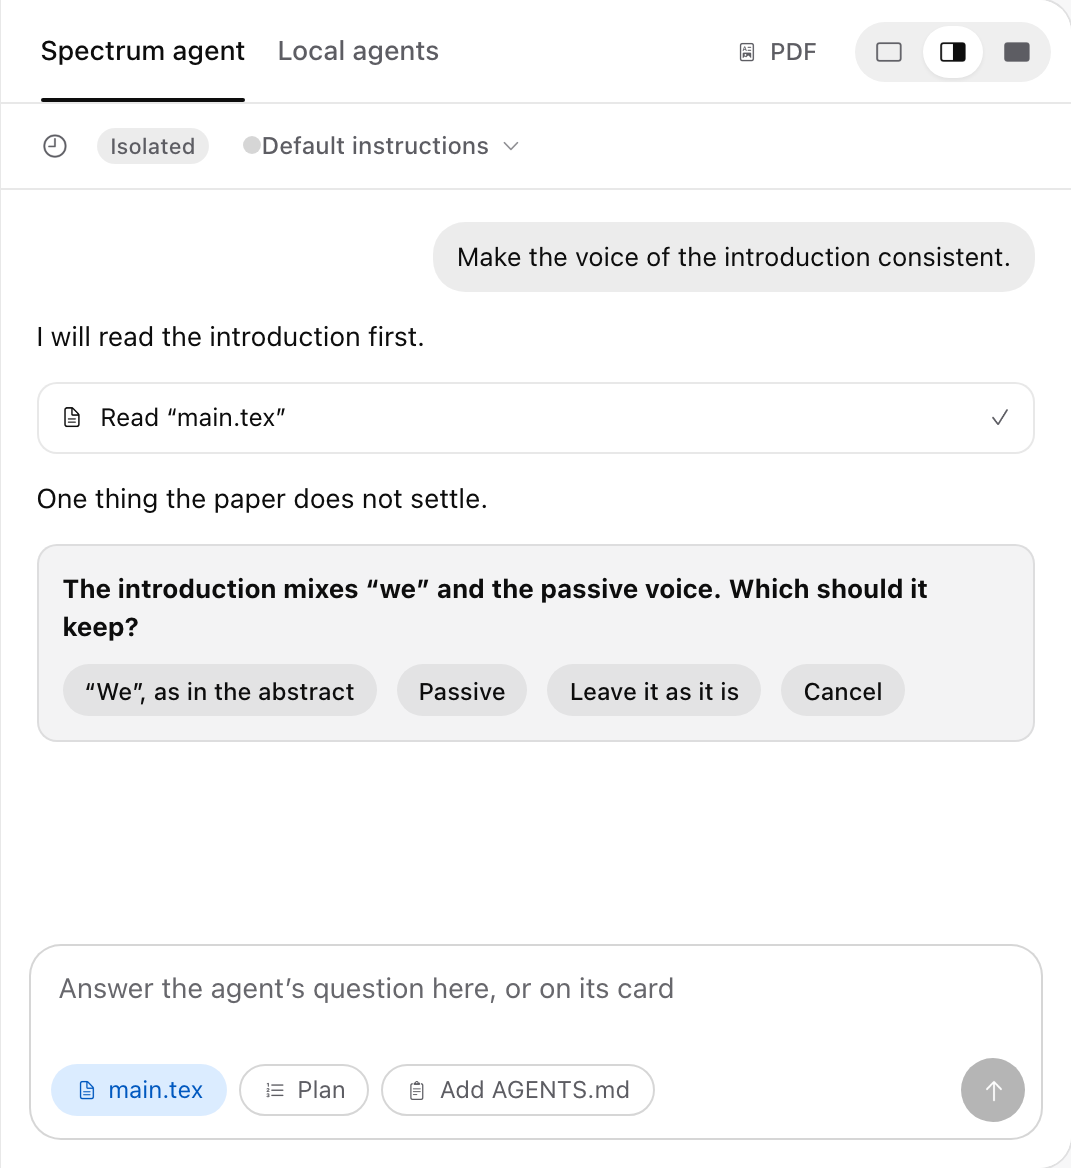 Spectrum agent
Local agents
PDF
Isolated
Default instructions
Make the voice of the introduction consistent.
I will read the introduction first.
Read “main.tex”
One thing the paper does not settle.
The introduction mixes “we” and the passive voice. Which should it
keep?
“We”, as in the abstract
Passive
Leave it as it is
Cancel
Answer the agent’s question here, or on its card
main.tex
Plan
Add AGENTS.md